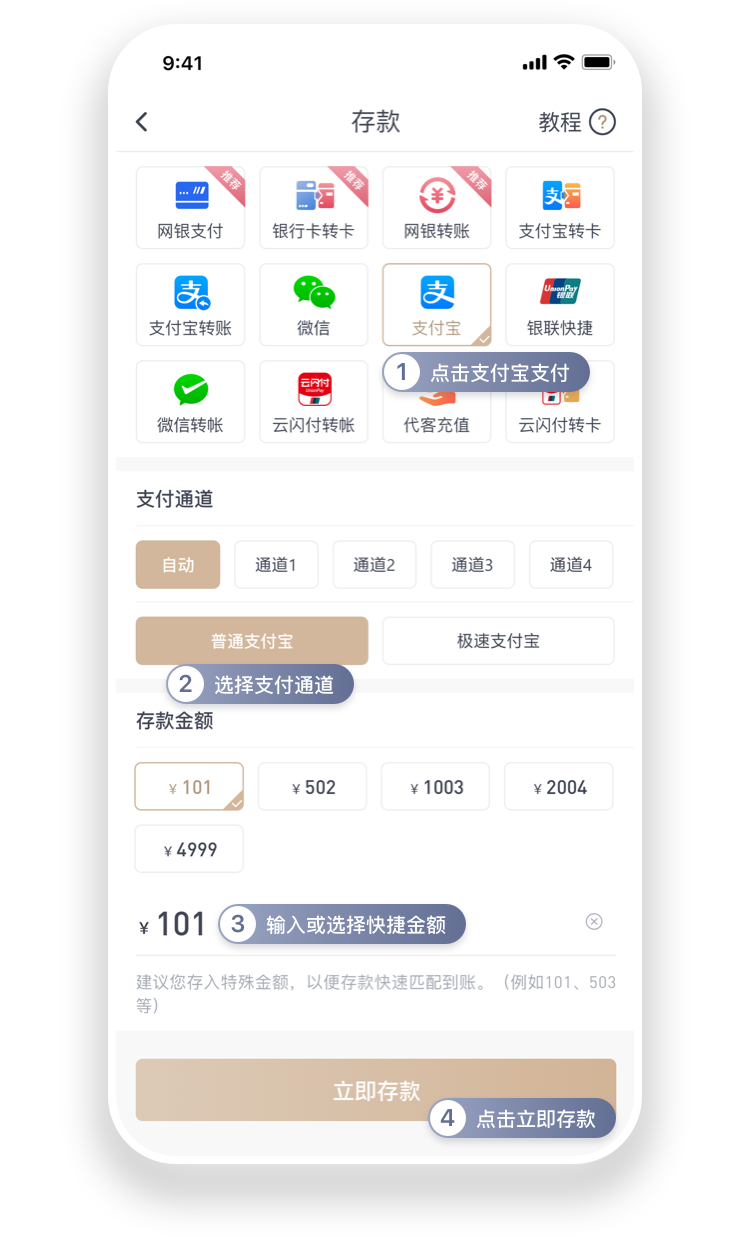 9:41
存款
教程 ?
推荐 推荐 推荐
网银支付 银行卡转卡 网银转账 支付宝转卡
UnionPay
银联
支付宝转账 微信 支付宝 银联快捷
1 点击支付宝支付
云闪付
UnionPay
微信转帐 云闪付转帐 代客充值 云闪付转卡
支付通道
自动 通道1 通道2 通道3 通道4
普通支付宝 极速支付宝
2 选择支付通道
存款金额
¥ 101 ¥ 502 ¥ 1003 ¥ 2004
¥ 4999
¥ 101 3 输入或选择快捷金额
建议您存入特殊金额，以便存款快速匹配到账。（例如101、503
等）
立即存款
4 点击立即存款